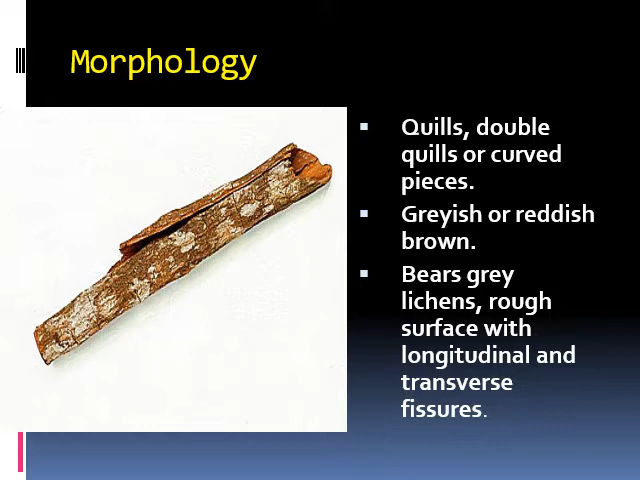 Morphology
Quills, double
quills or curved
pieces.
Greyish or reddish
brown.
Bears grey
lichens, rough
surface with
longitudinal and
transverse
fissures.